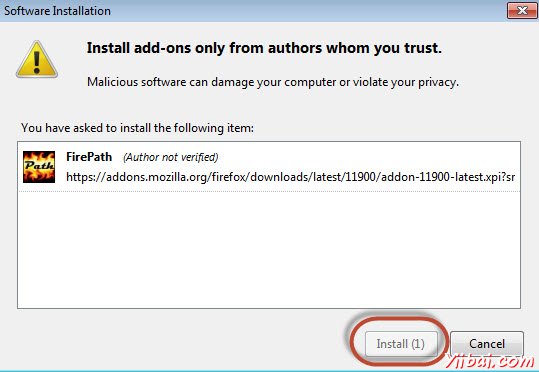 Software Installation
Install add-ons only from authors whom you trust.
Malicious software can damage your computer or violate your privacy.
You have asked to install the following item:
Path
FirePath (Author not verified)
https://addons.mozilla.org/firefox/downloads/latest/11900/addon-11900-latest.xpi?sr
Install (1)
Cancel
Yiibai.com